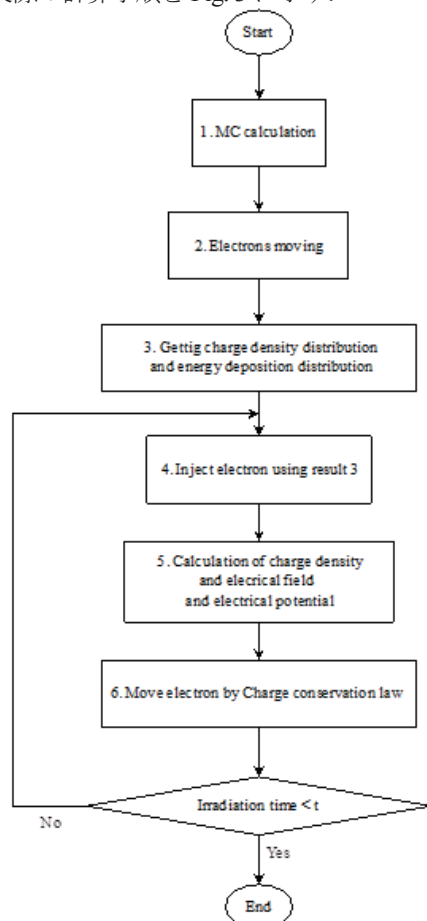 Start
1. MC calculation
2. Electrons moving
3. Gettig charge density distribution
and energy deposition distribution
4. Inject electron using result 3
5. Calculation of charge density
and elecrical field
and electrical potential
6. Move electron by Charge conservation law
Irradiation time < t
No
Yes
End